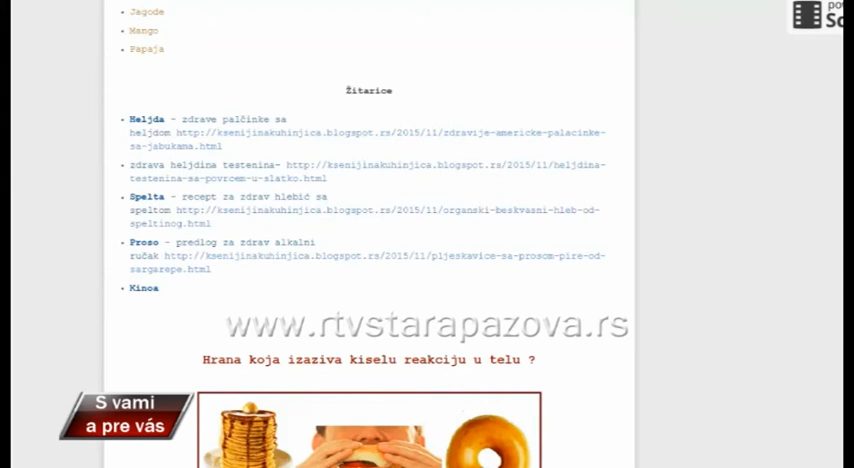 Jagode
Mango
Papaja
Žitarice
Heljda - zdrave palčinke sa
heljdom http://ksenijinakuhinjica.blogspot.rs/2015/11/zdravije-americke-palacinke-
sa-jabukama.html
zdrava heljdina testenina- http://ksenijinakuhinjica.blogspot.rs/2015/11/heljdina-
testenina-sa-povrcem-u-slatko.html
Spelta - recept za zdrav hlebić sa
speltom http://ksenijinakuhinjica.blogspot.rs/2015/11/organski-beskvasni-hleb-od-
speltinog.html
Proso - predlog za zdrav alkalni
ručak http://ksenijinakuhinjica.blogspot.rs/2015/11/pljeskavice-sa-prosom-pire-od-
sargarepe.html
Kinoa
www.rtvstarapazova.rs
Hrana koja izaziva kiselu reakciju u telu ?
S vami
a pre vás